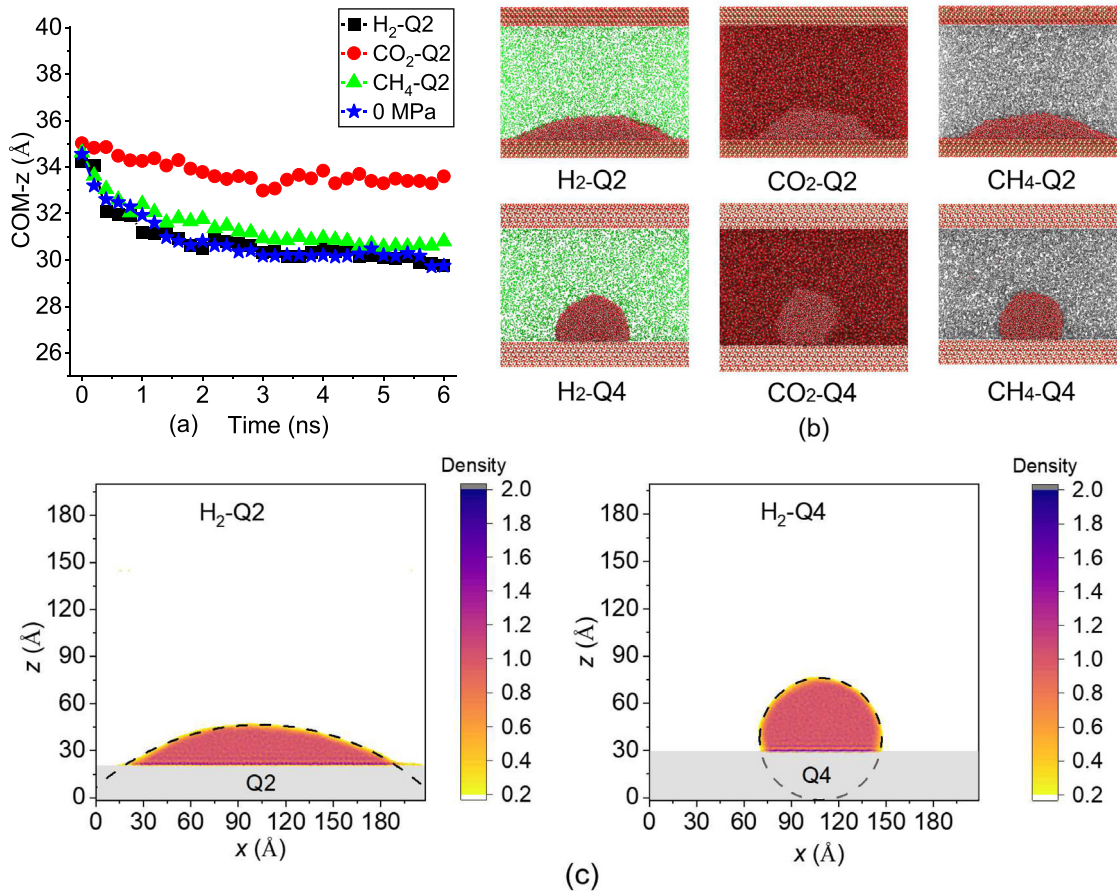 H2-Q2
CO2-Q2
CH4-Q2
0 MPa
COM-z (Å)
40
38
36
34
32
30
28
26
0 1 2 3 4 5 6
(a) Time (ns)
H2-Q2 CO2-Q2 CH4-Q2
H2-Q4 CO2-Q4 CH4-Q4
(b)
Density
2.0
1.8
1.6
1.4
1.2
1.0
0.8
0.6
0.4
0.2
H2-Q2
z (Å)
180
150
120
90
60
30
0
Q2
0 30 60 90 120 150 180
x (Å)
Density
2.0
1.8
1.6
1.4
1.2
1.0
0.8
0.6
0.4
0.2
H2-Q4
z (Å)
180
150
120
90
60
30
0
Q4
0 30 60 90 120 150 180
x (Å)
(c)